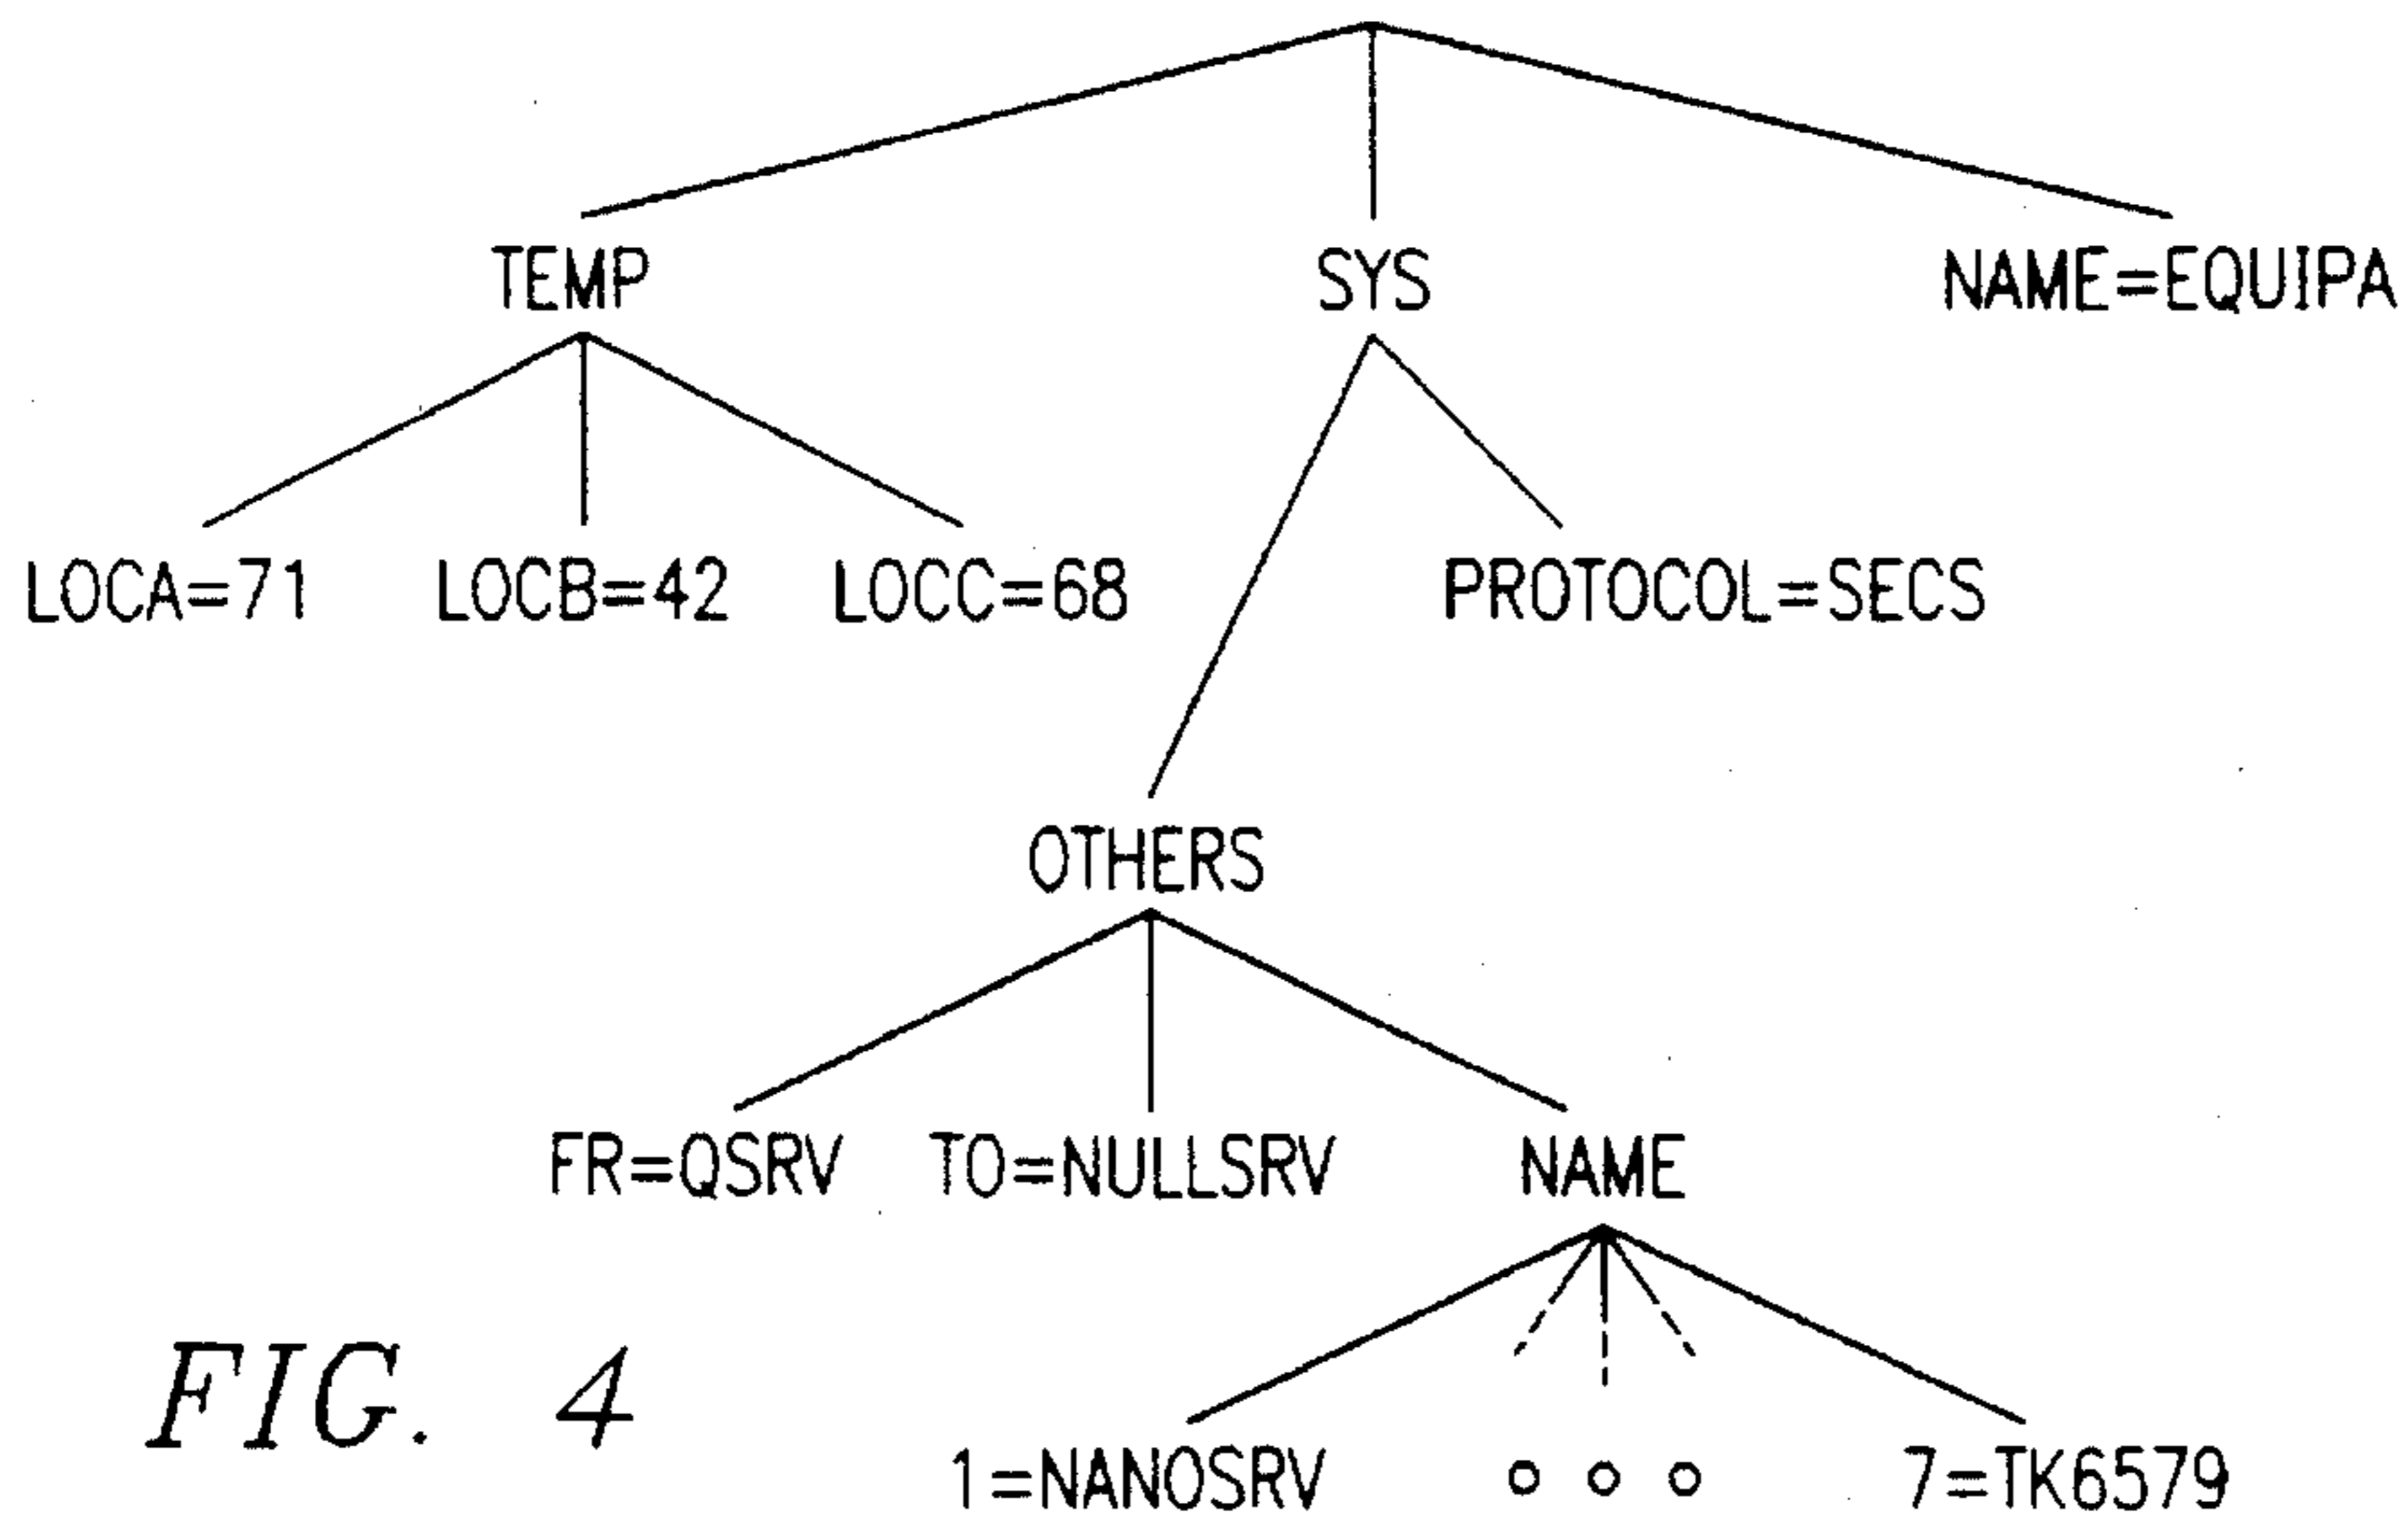 TEMP SYS NAME=EQUIPA
LOCA=71 LOCB=42 LOCC=68 PROTOCOL=SECS
OTHERS
FR=QSRV TO=NULLSRV NAME
1=NANOSRV o o o 7=TK6579
FIG. 4